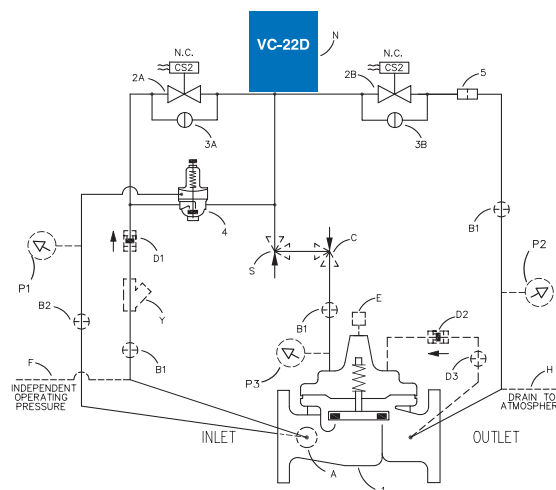 N.C.
CS2
2A
VC-22D
N
N.C.
CS2
2B
5
3A
3B
4
D1
B1
P1
S
C
P2
E
B2
Y
B1
D2
F
B1
P3
D3
H
INDEPENDENT
OPERATING
PRESSURE
DRAIN TO
ATMOSPHER
INLET
OUTLET
A
1